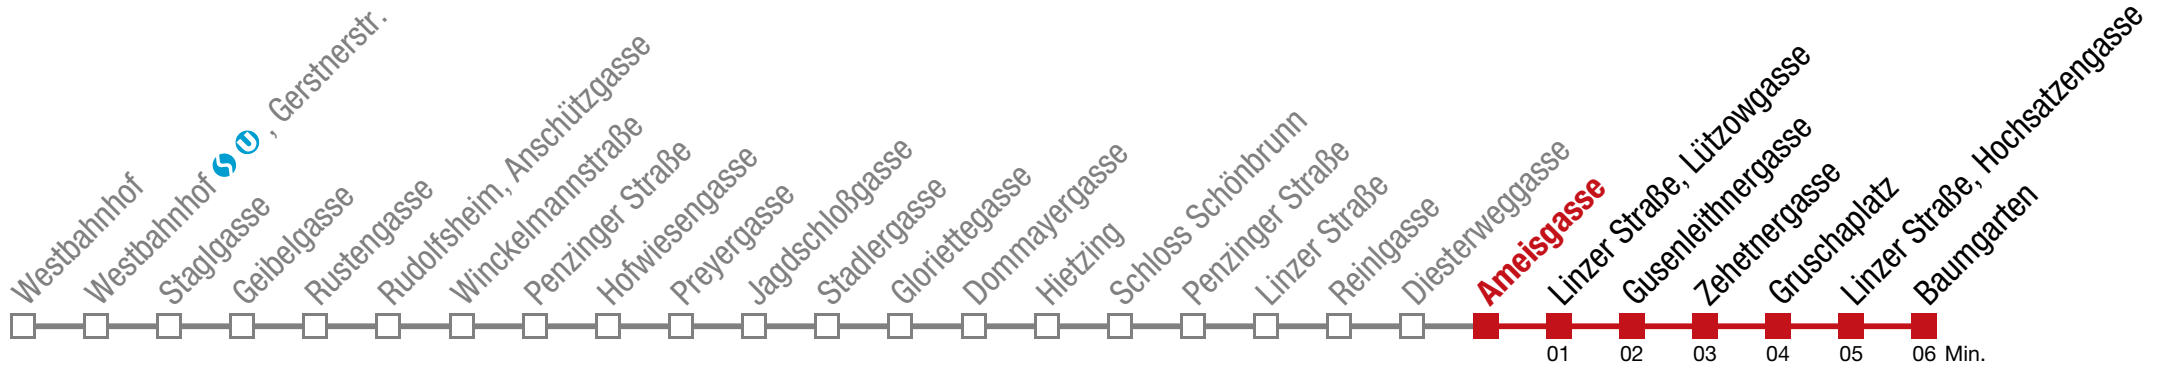 Westbahnhof
Westbahnhof S U , Gerstnerstr.
Staglgasse
Geibelgasse
Rustengasse
Rudolfsheim, Anschützgasse
Winckelmannstraße
Penzinger Straße
Hofwiesengasse
Preyergasse
Jagdschloßgasse
Stadlergasse
Gloriettegasse
Dommayergasse
Hietzing
Schloss Schönbrunn
Penzinger Straße
Linzer Straße
Reinlgasse
Diesterweggasse
Ameisgasse
Linzer Straße, Lützowgasse
Gusenleithnergasse
Zehetnergasse
Gruschaplatz
Linzer Straße, Hochsatzengasse
Baumgarten
01 02 03 04 05 06 Min.